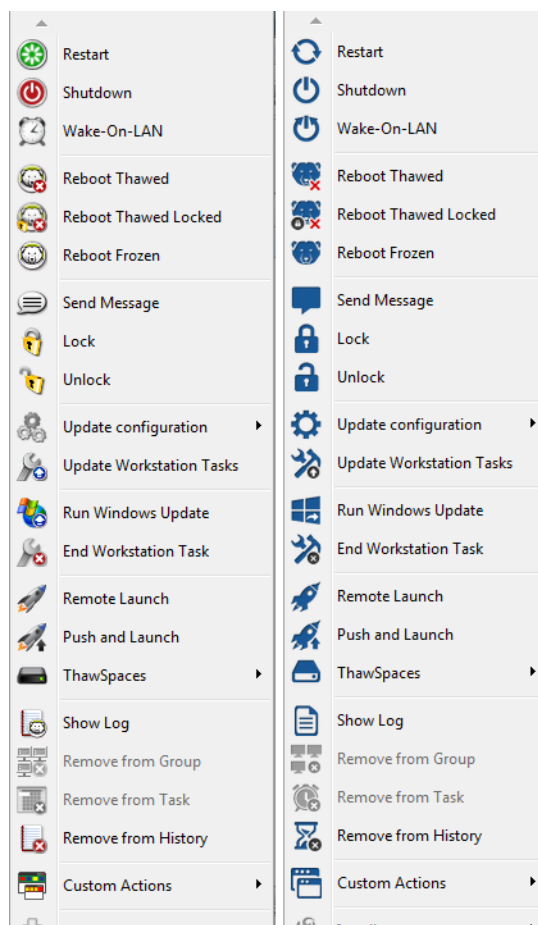 Restart
Shutdown
Wake-On-LAN
Reboot Thawed
Reboot Thawed Locked
Reboot Frozen
Send Message
Lock
Unlock
Update configuration
Update Workstation Tasks
Run Windows Update
End Workstation Task
Remote Launch
Push and Launch
ThawSpaces
Show Log
Remove from Group
Remove from Task
Remove from History
Custom Actions
Restart
Shutdown
Wake-On-LAN
Reboot Thawed
Reboot Thawed Locked
Reboot Frozen
Send Message
Lock
Unlock
Update configuration
Update Workstation Tasks
Run Windows Update
End Workstation Task
Remote Launch
Push and Launch
ThawSpaces
Show Log
Remove from Group
Remove from Task
Remove from History
Custom Actions